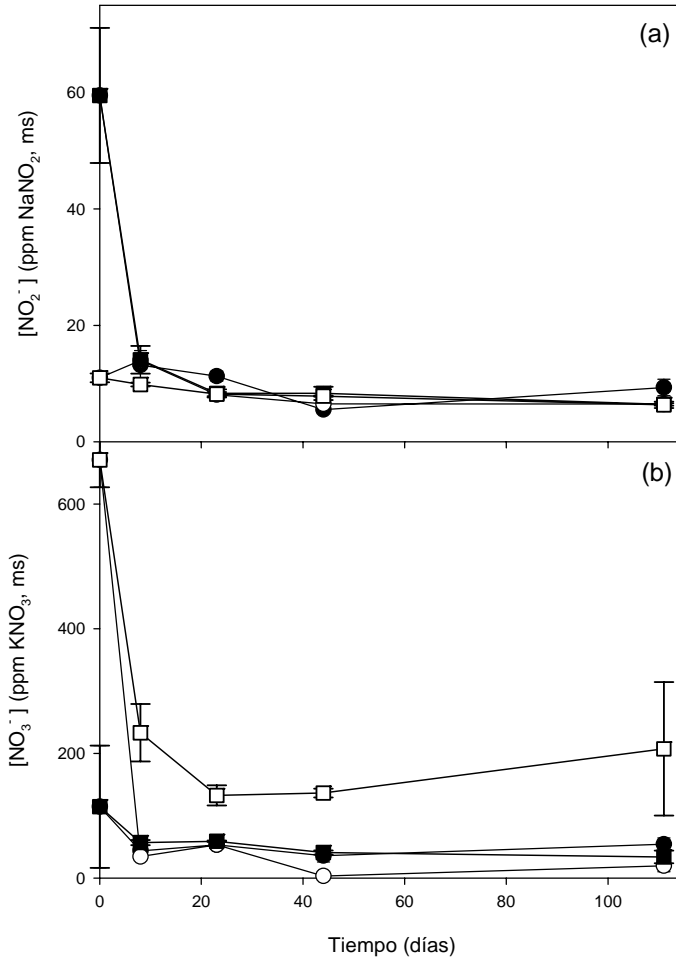 (a)
60
40
20
0
[NO₂⁻] (ppm NaNO₂, ms)
(b)
600
400
200
0
[NO₃⁻] (ppm KNO₃, ms)
0 20 40 60 80 100
Tiempo (días)